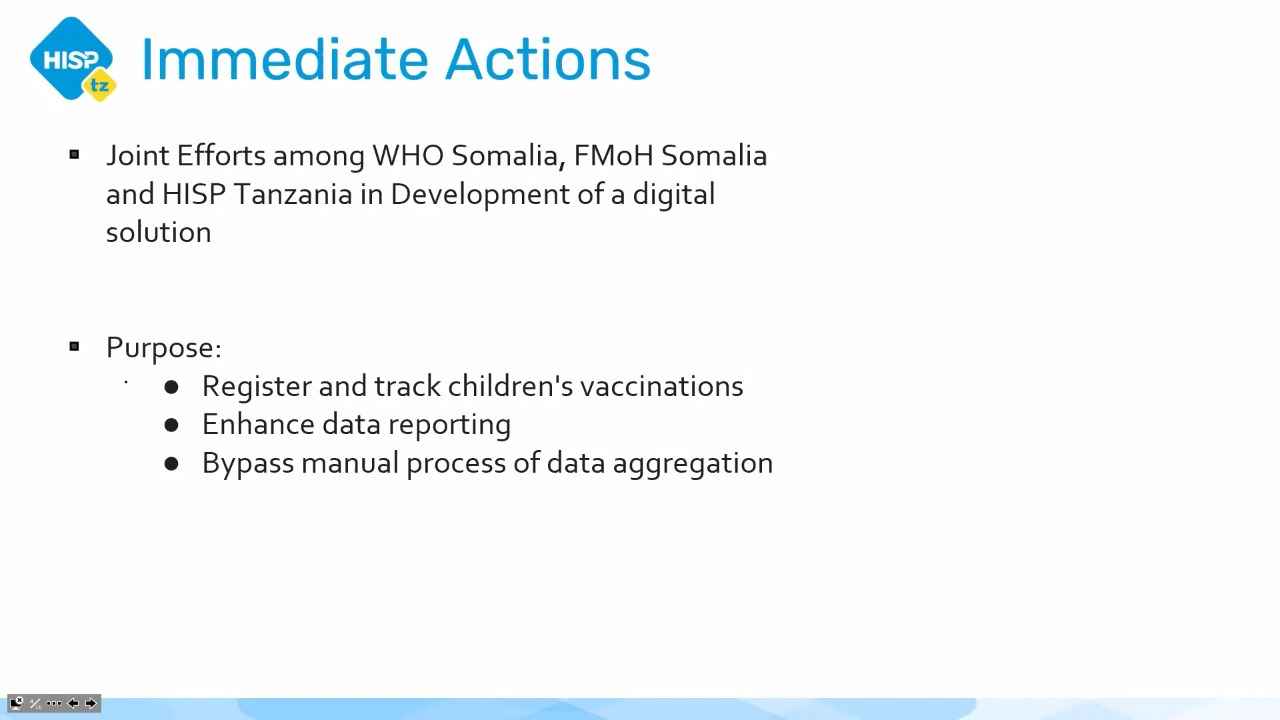 HISP
tz
Immediate Actions
▪ Joint Efforts among WHO Somalia, FMoH Somalia
and HISP Tanzania in Development of a digital
solution
▪ Purpose:
● Register and track children's vaccinations
● Enhance data reporting
● Bypass manual process of data aggregation